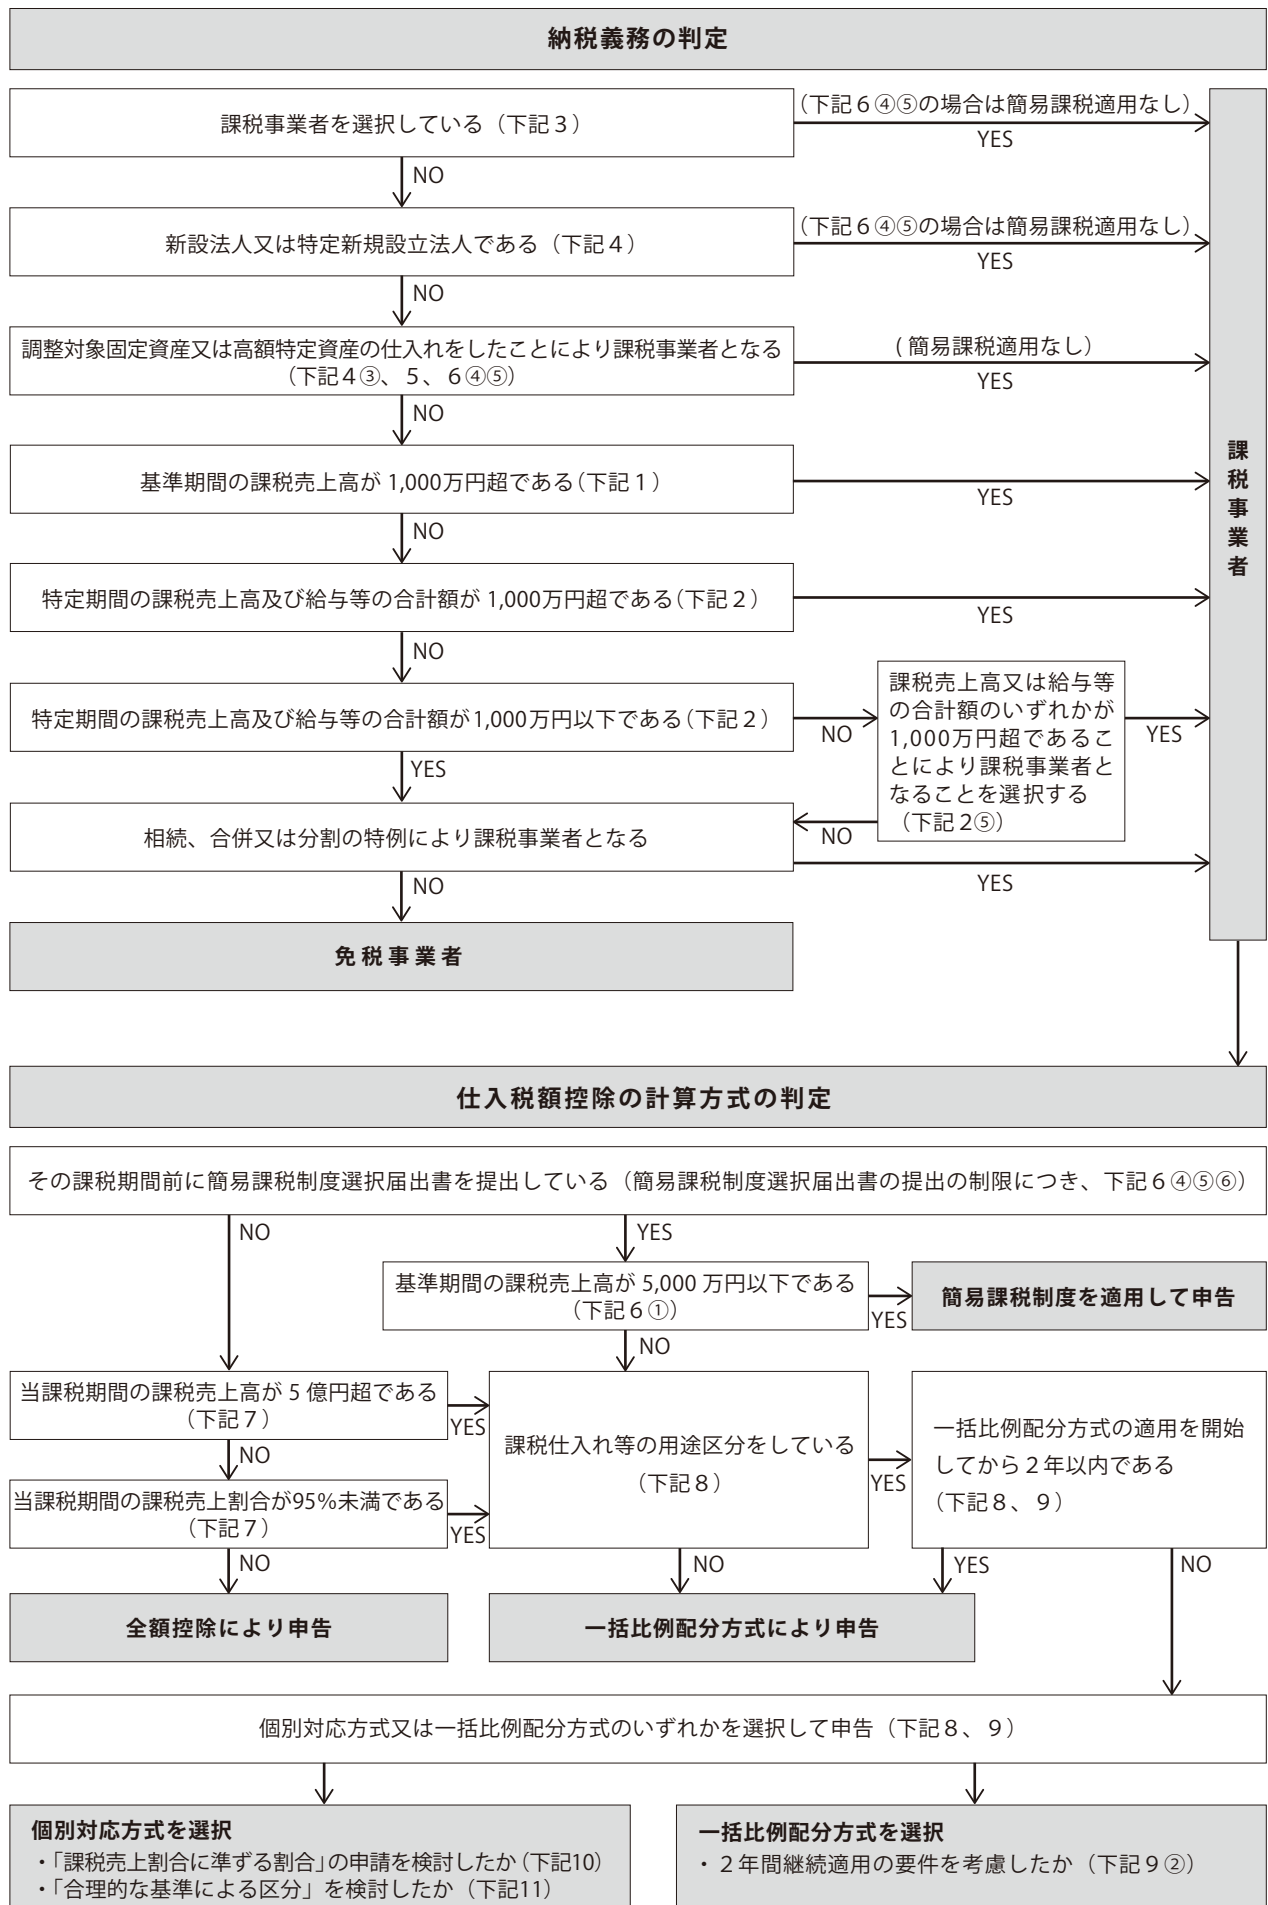 納税義務の判定
課税事業者を選択している（下記３）
（下記６④⑤の場合は簡易課税適用なし）
YES
NO
新設法人又は特定新規設立法人である（下記４）
（下記６④⑤の場合は簡易課税適用なし）
YES
NO
調整対象固定資産又は高額特定資産の仕入れをしたことにより課税事業者となる
（下記４③、５、６④⑤）
（簡易課税適用なし）
YES
NO
基準期間の課税売上高が 1,000万円超である（下記１）
YES
NO
特定期間の課税売上高及び給与等の合計額が 1,000万円超である（下記２）
YES
NO
特定期間の課税売上高及び給与等の合計額が1,000万円以下である（下記２）
NO
課税売上高又は給与等
の合計額のいずれかが
1,000万円超であるこ
とにより課税事業者と
なることを選択する
（下記２⑤）
YES
NO
YES
相続、合併又は分割の特例により課税事業者となる
YES
NO
免税事業者
課税事業者
仕入税額控除の計算方式の判定
その課税期間前に簡易課税制度選択届出書を提出している（簡易課税制度選択届出書の提出の制限につき、下記６④⑤⑥）
NO
YES
基準期間の課税売上高が 5,000 万円以下である
（下記６①）
YES
簡易課税制度を適用して申告
NO
当課税期間の課税売上高が 5 億円超である
（下記７）
YES
NO
当課税期間の課税売上割合が95%未満である
（下記７）
YES
NO
課税仕入れ等の用途区分をしている
（下記８）
YES
NO
一括比例配分方式の適用を開始
してから２年以内である
（下記８、９）
YES
NO
全額控除により申告
一括比例配分方式により申告
個別対応方式又は一括比例配分方式のいずれかを選択して申告（下記８、９）
個別対応方式を選択
・「課税売上割合に準ずる割合」の申請を検討したか（下記10）
・「合理的な基準による区分」を検討したか（下記11）
一括比例配分方式を選択
・２年間継続適用の要件を考慮したか（下記９②）